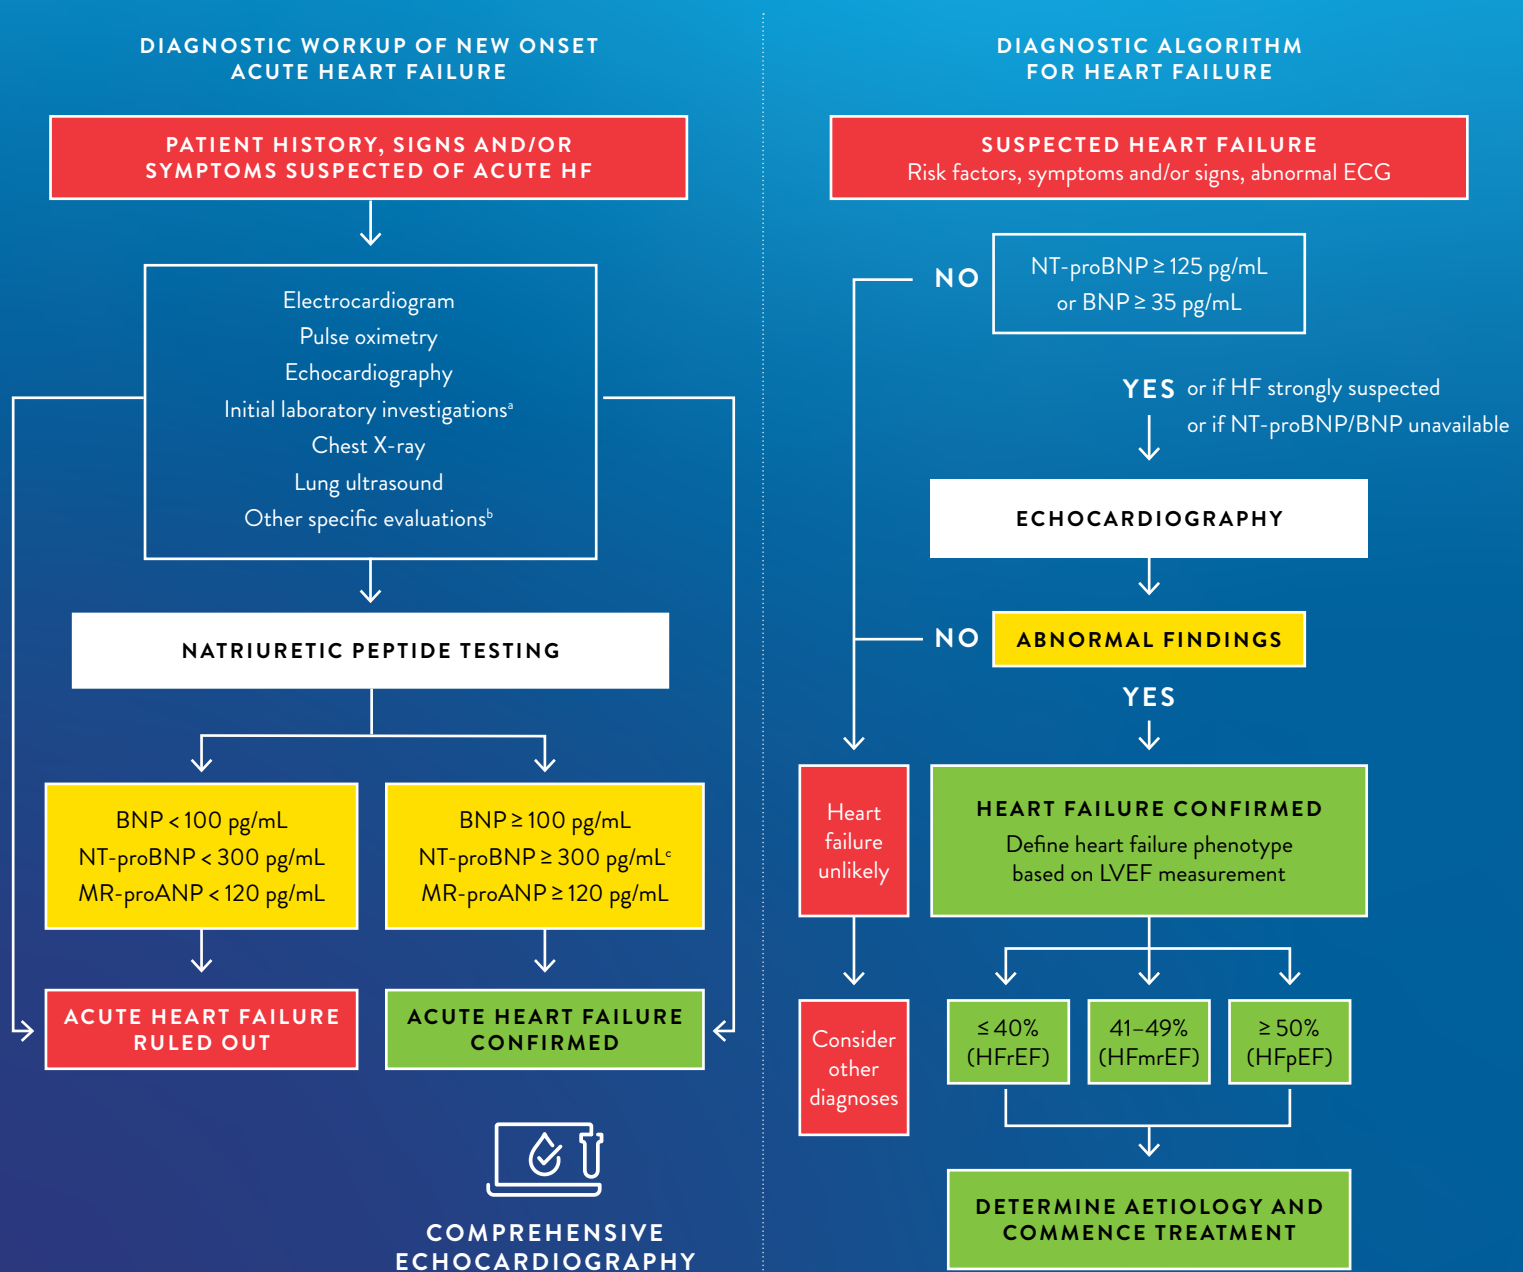 DIAGNOSTIC WORKUP OF NEW ONSET
ACUTE HEART FAILURE
PATIENT HISTORY, SIGNS AND/OR
SYMPTOMS SUSPECTED OF ACUTE HF
Electrocardiogram
Pulse oximetry
Echocardiography
Initial laboratory investigationsᵃ
Chest X-ray
Lung ultrasound
Other specific evaluationsᵇ
NATRIURETIC PEPTIDE TESTING
BNP < 100 pg/mL
NT-proBNP < 300 pg/mL
MR-proANP < 120 pg/mL
BNP ≥ 100 pg/mL
NT-proBNP ≥ 300 pg/mLᶜ
MR-proANP ≥ 120 pg/mL
ACUTE HEART FAILURE
RULED OUT
ACUTE HEART FAILURE
CONFIRMED
COMPREHENSIVE
ECHOCARDIOGRAPHY
DIAGNOSTIC ALGORITHM
FOR HEART FAILURE
SUSPECTED HEART FAILURE
Risk factors, symptoms and/or signs, abnormal ECG
NO
NT-proBNP ≥ 125 pg/mL
or BNP ≥ 35 pg/mL
YES or if HF strongly suspected
or if NT-proBNP/BNP unavailable
ECHOCARDIOGRAPHY
NO
ABNORMAL FINDINGS
YES
Heart
failure
unlikely
HEART FAILURE CONFIRMED
Define heart failure phenotype
based on LVEF measurement
Consider
other
diagnoses
≤ 40%
(HFrEF)
41–49%
(HFmrEF)
≥ 50%
(HFpEF)
DETERMINE AETIOLOGY AND
COMMENCE TREATMENT